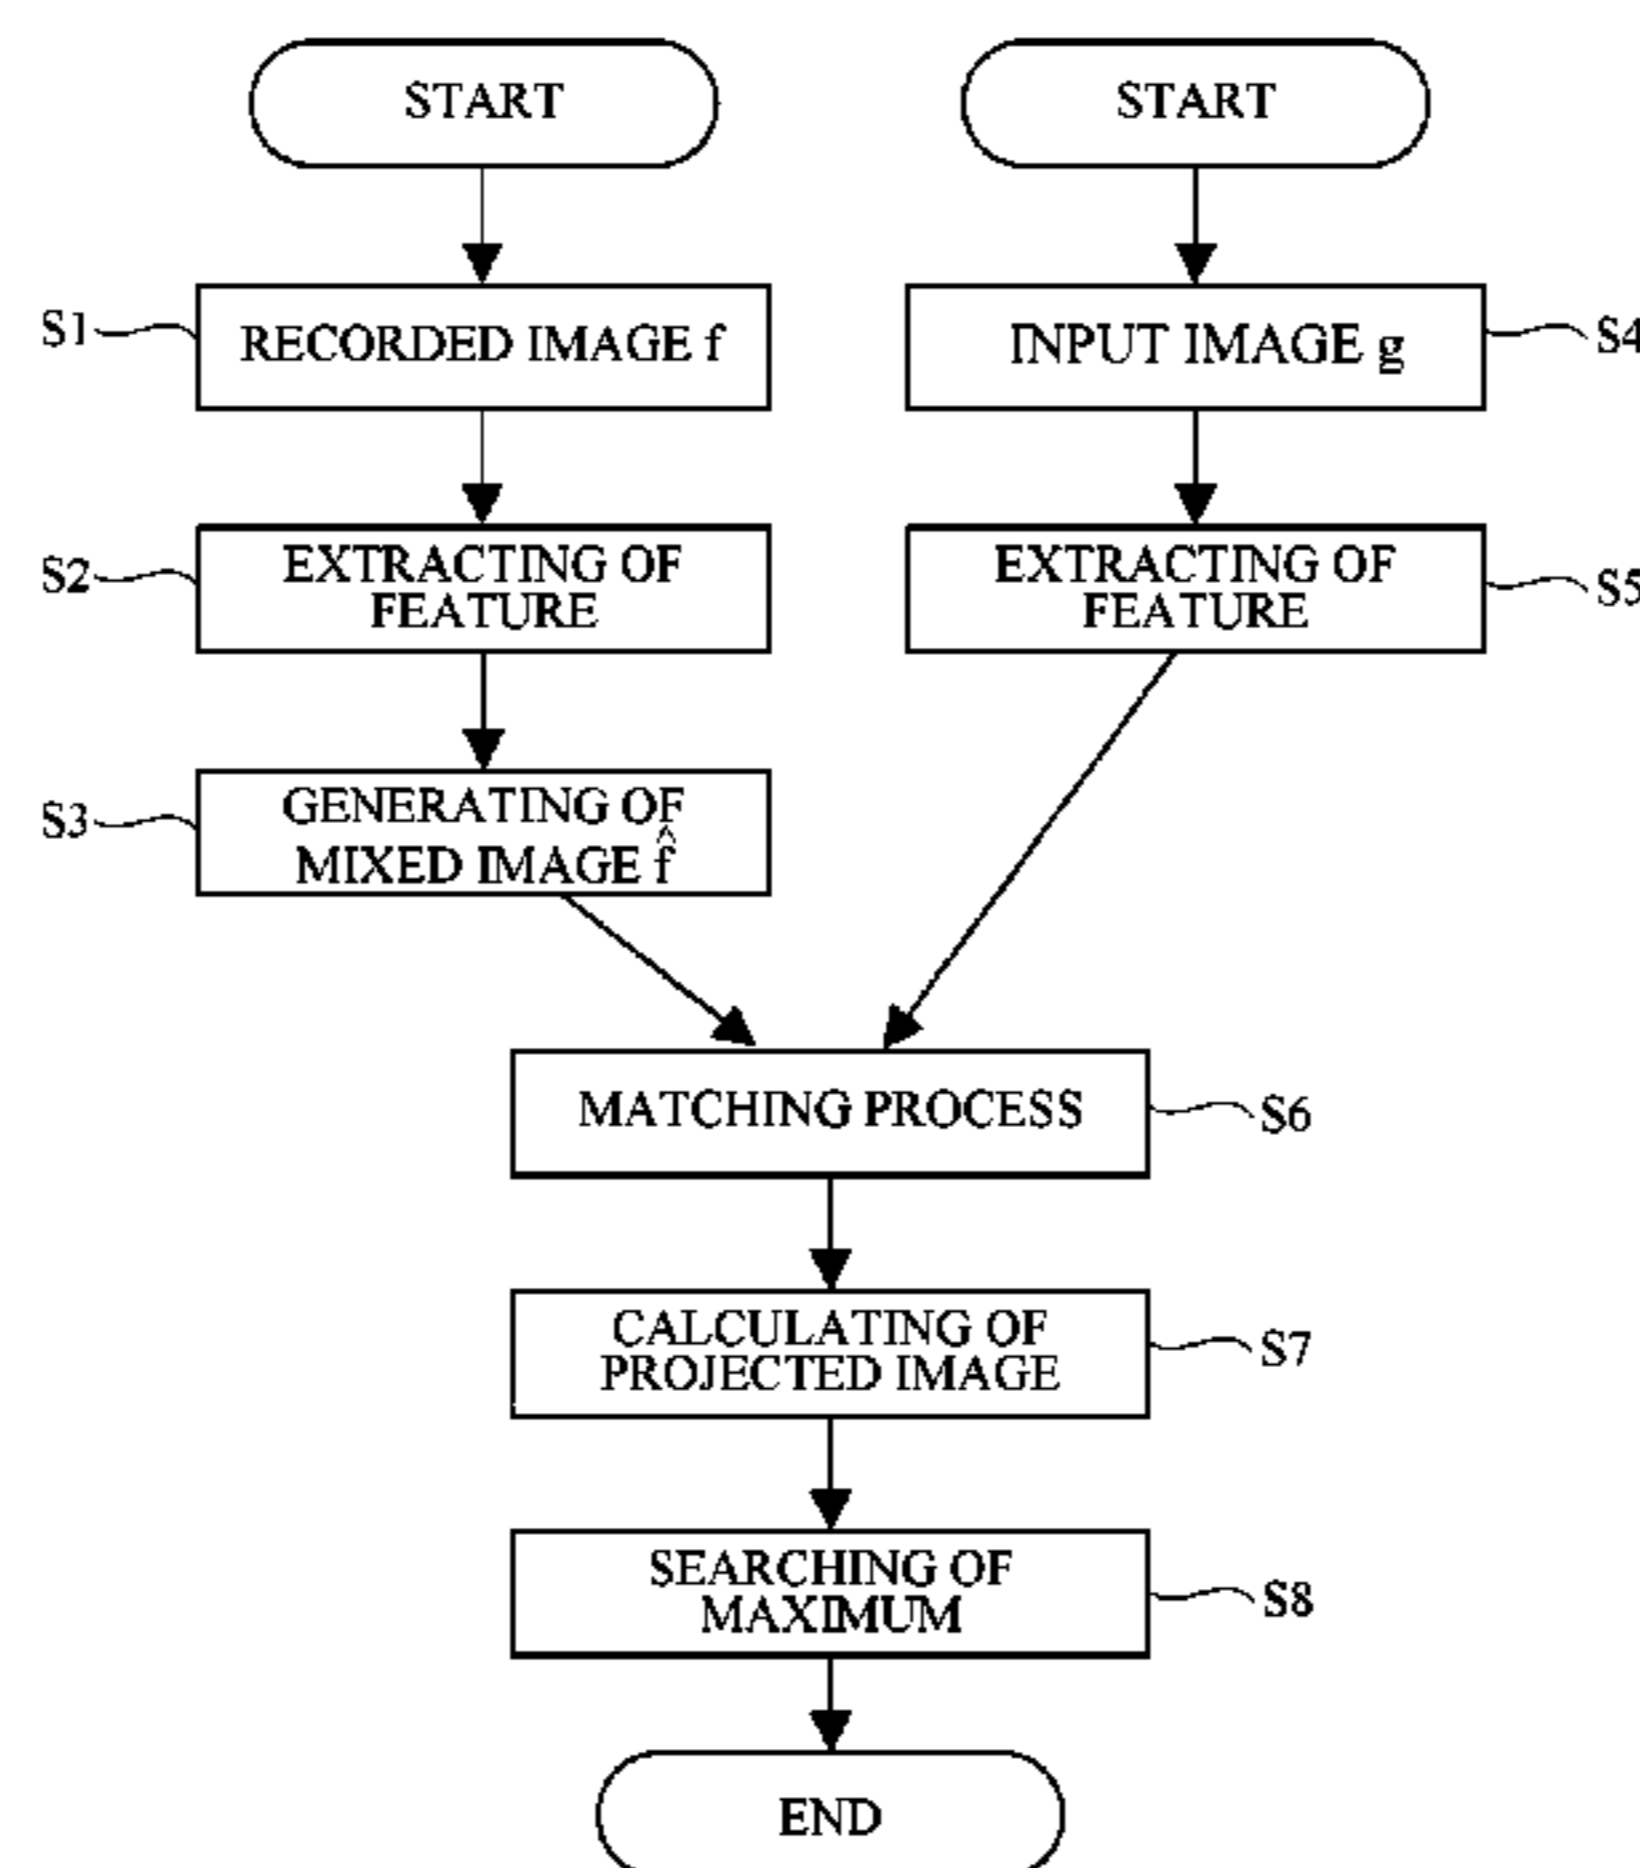 START
S1
RECORDED IMAGE f
S2
EXTRACTING OF
FEATURE
S3
GENERATING OF
MIXED IMAGE f̂
START
INPUT IMAGE g
S4
EXTRACTING OF
FEATURE
S5
MATCHING PROCESS
S6
CALCULATING OF
PROJECTED IMAGE
S7
SEARCHING OF
MAXIMUM
S8
END